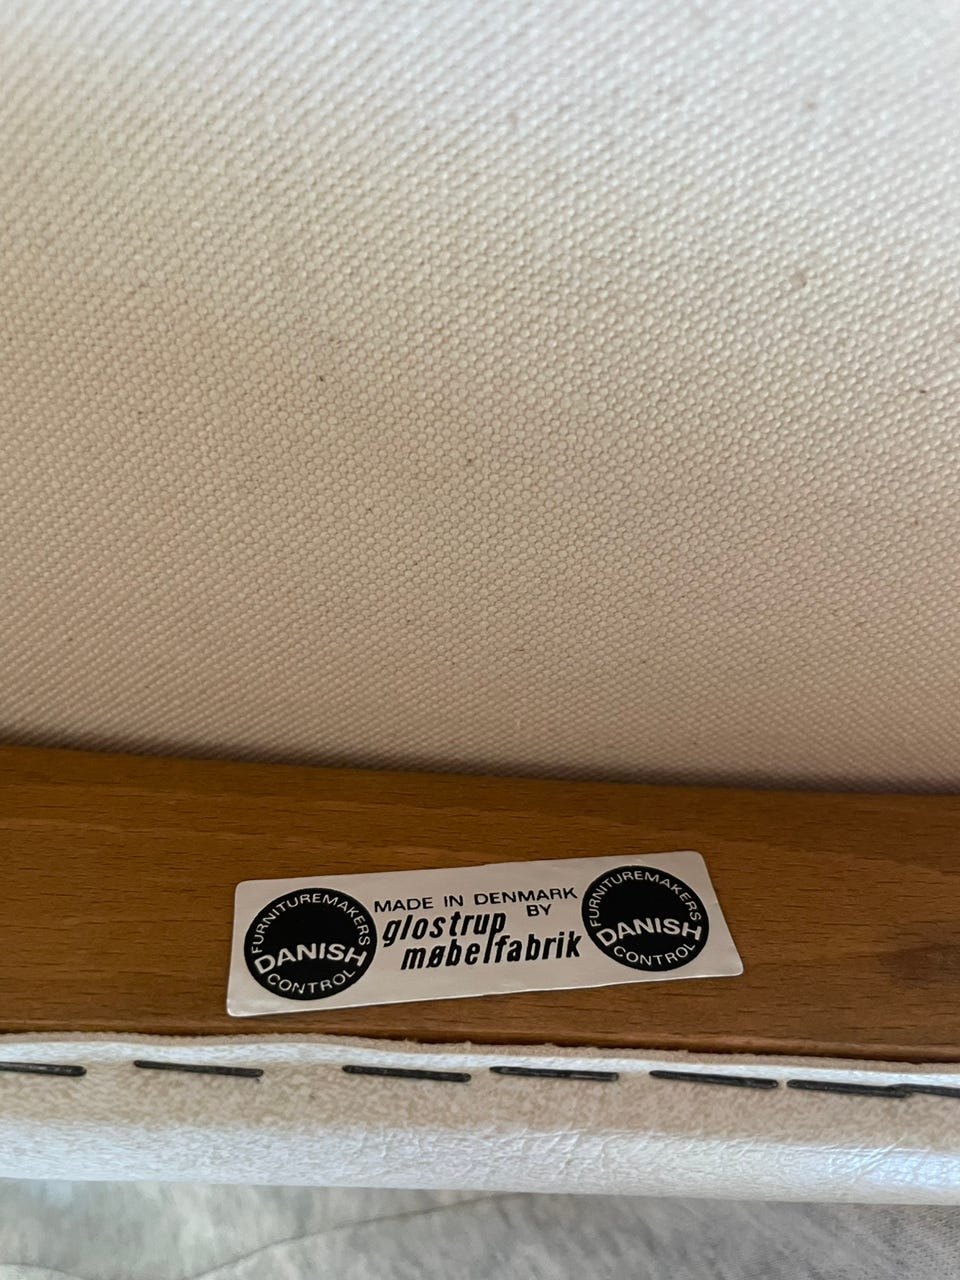 FURNITUREMAKERS
DANISH
CONTROL
MADE IN DENMARK
BY
glostrup
møbelfabrik
FURNITUREMAKERS
DANISH
CONTROL